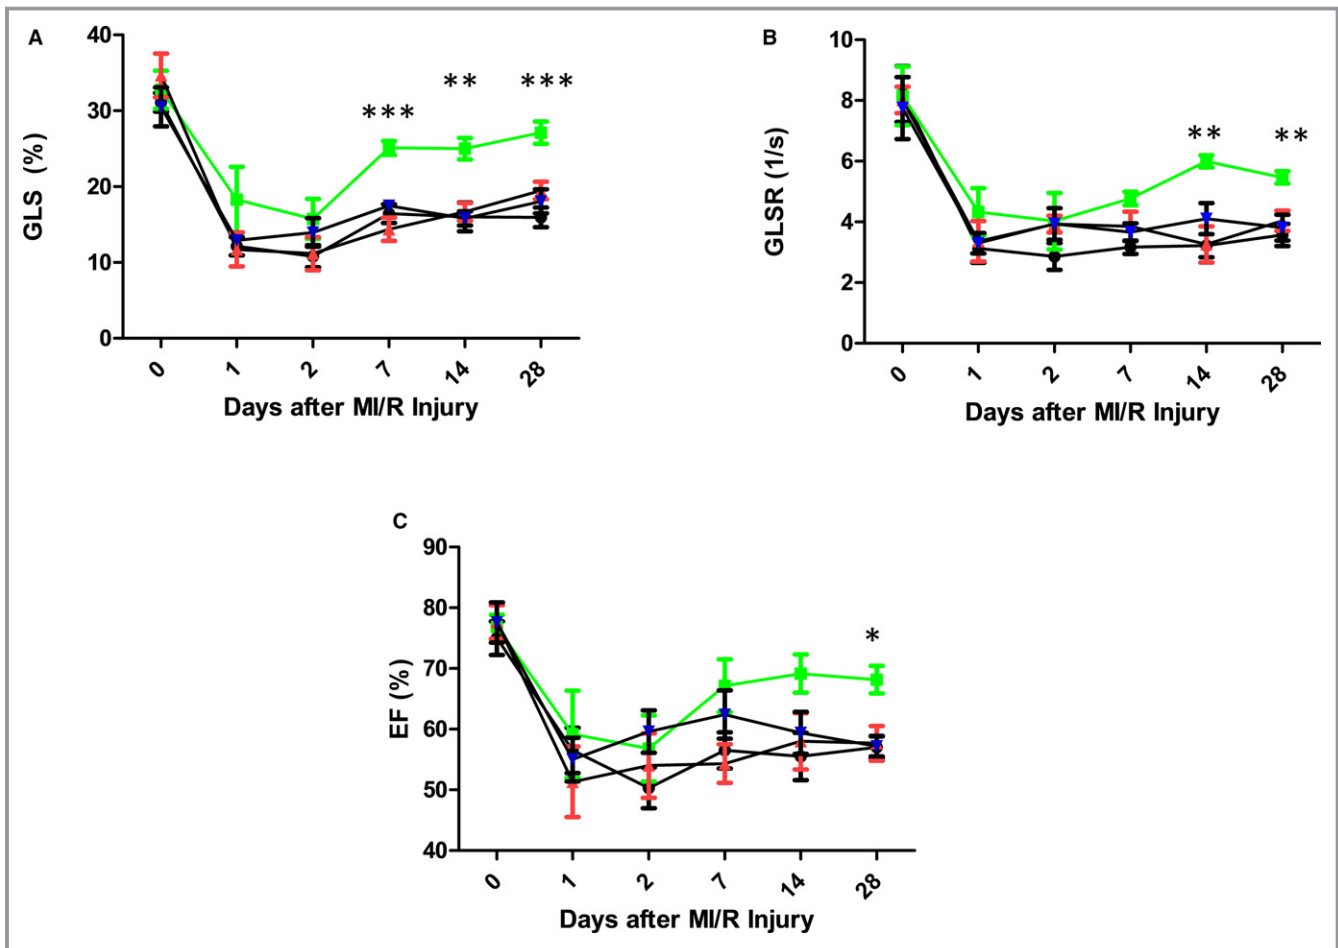 A
40
30
20
10
0
GLS (%)
*** ** ***
0 1 2 7 14 28
Days after MI/R Injury
B
10
8
6
4
2
0
GLSR (1/s)
** **
0 1 2 7 14 28
Days after MI/R Injury
C
90
80
70
60
50
40
EF (%)
*
0 1 2 7 14 28
Days after MI/R Injury